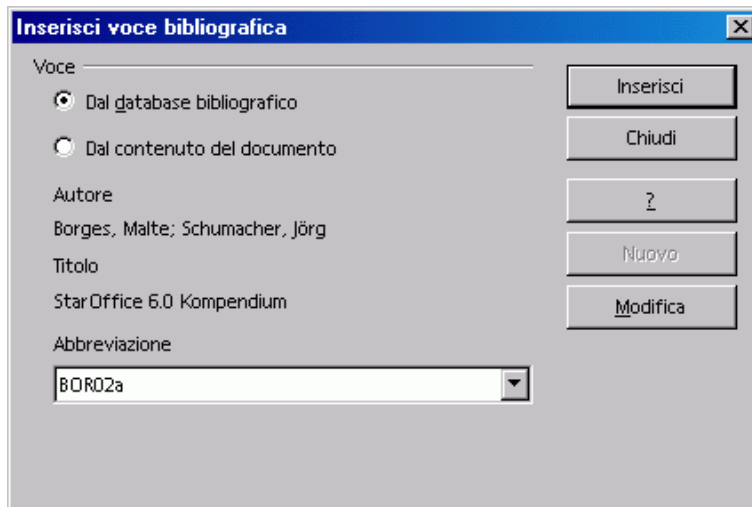 Inserisci voce bibliografica
Voce
Dal database bibliografico
Dal contenuto del documento
Autore
Borges, Malte; Schumacher, Jörg
Titolo
StarOffice 6.0 Kompendium
Abbreviazione
BOR02a
Inserisci
Chiudi
?
Nuovo
Modifica